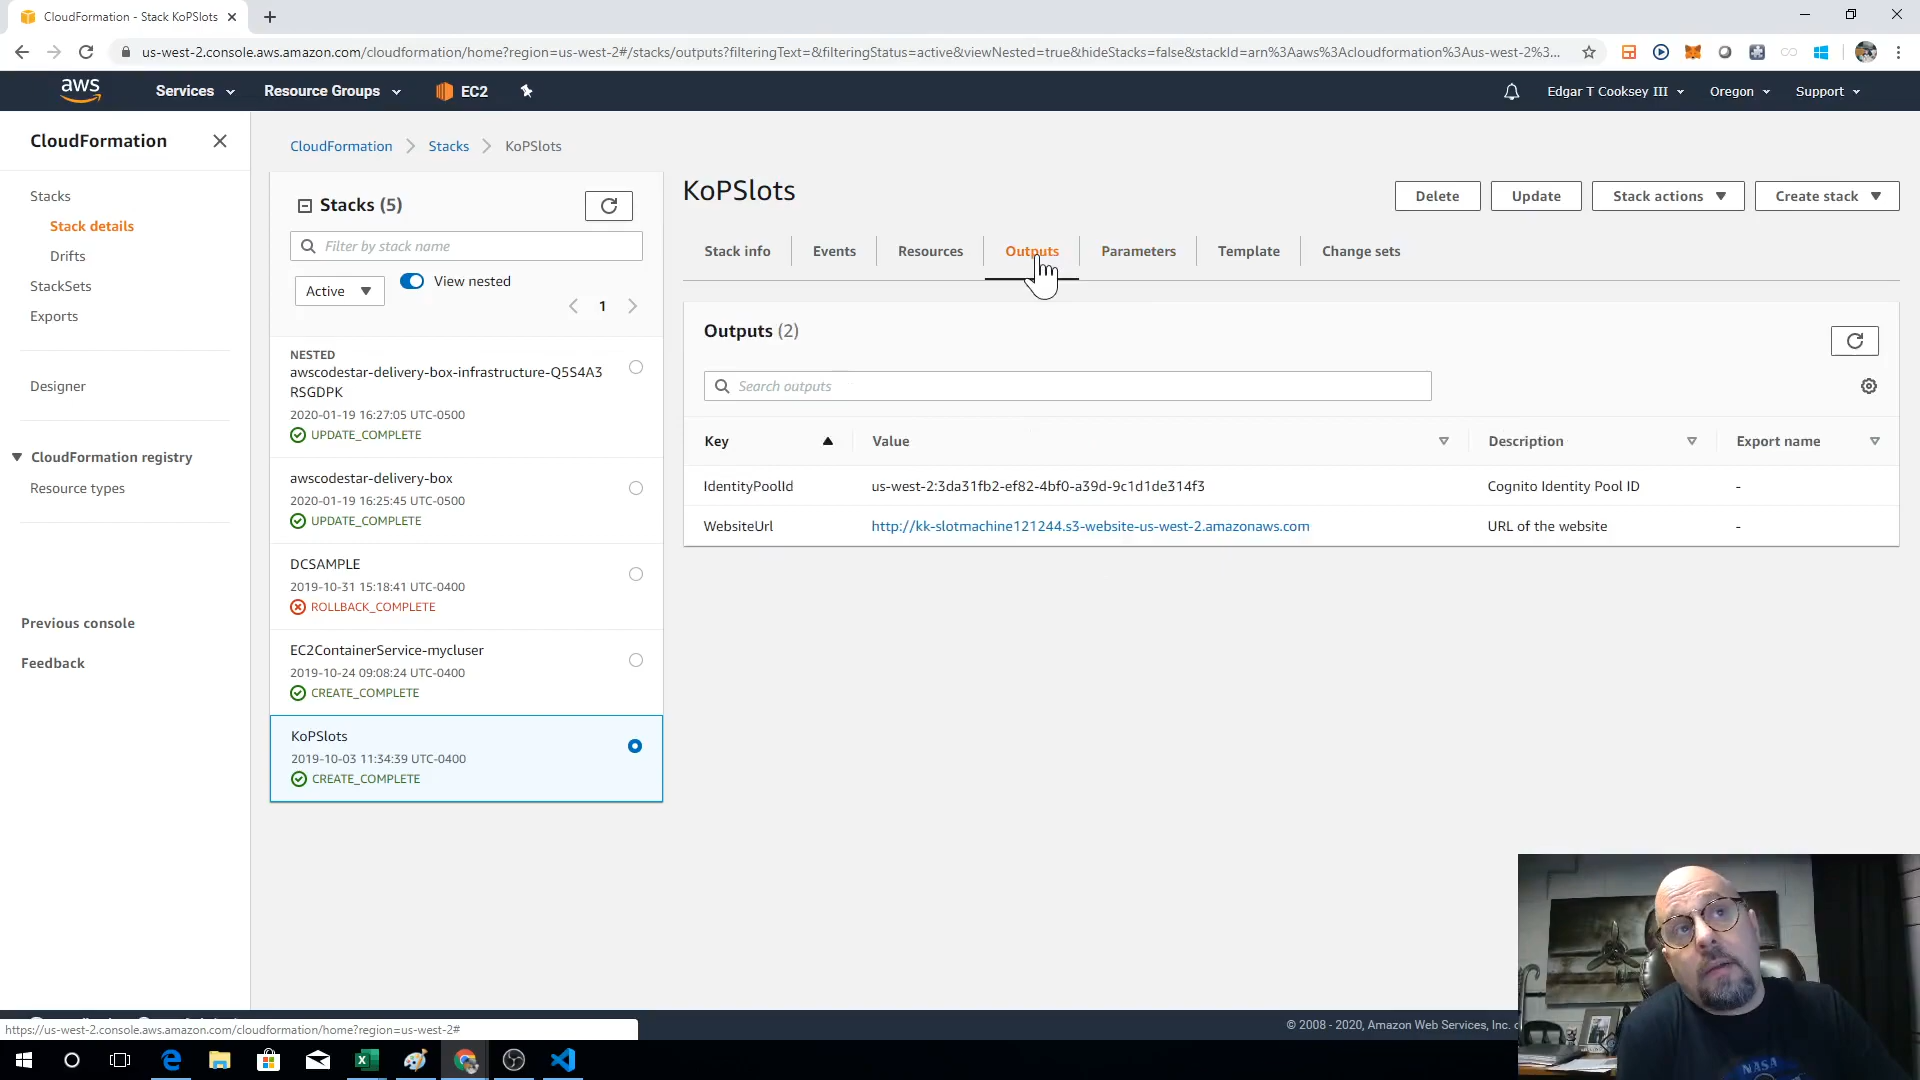 CloudFormation - Stack KoPSlots
us-west-2.console.aws.amazon.com/cloudformation/home?region=us-west-2#/stacks/outputs?filteringText=&filteringStatus=active&viewNested=true&hideStacks=false&stackId=arn%3Aaws%3Acloudformation%3Aus-west-2%3...
aws
Services
Resource Groups
EC2
Edgar T Cooksey III
Oregon
Support
CloudFormation
Stacks
Stack details
Drifts
StackSets
Exports
Designer
CloudFormation registry
Resource types
Previous console
Feedback
CloudFormation
Stacks
KoPSlots
Stacks (5)
Filter by stack name
Active
View nested
1
NESTED
awscodestar-delivery-box-infrastructure-Q5S4A3
RSGDPK
2020-01-19 16:27:05 UTC-0500
UPDATE_COMPLETE
awscodestar-delivery-box
2020-01-19 16:25:45 UTC-0500
UPDATE_COMPLETE
DCSAMPLE
2019-10-31 15:18:41 UTC-0400
ROLLBACK_COMPLETE
EC2ContainerService-mycluser
2019-10-24 09:08:24 UTC-0400
CREATE_COMPLETE
KoPSlots
2019-10-03 11:34:39 UTC-0400
CREATE_COMPLETE
KoPSlots
Delete
Update
Stack actions
Create stack
Stack info
Events
Resources
Outputs
Parameters
Template
Change sets
Outputs (2)
Search outputs
Key
Value
Description
Export name
IdentityPoolId
us-west-2:3da31fb2-ef82-4bf0-a39d-9c1d1de314f3
Cognito Identity Pool ID
-
WebsiteUrl
http://kk-slotmachine121244.s3-website-us-west-2.amazonaws.com
URL of the website
-
© 2008 - 2020, Amazon Web Services, Inc.
https://us-west-2.console.aws.amazon.com/cloudformation/home?region=us-west-2#
NASA